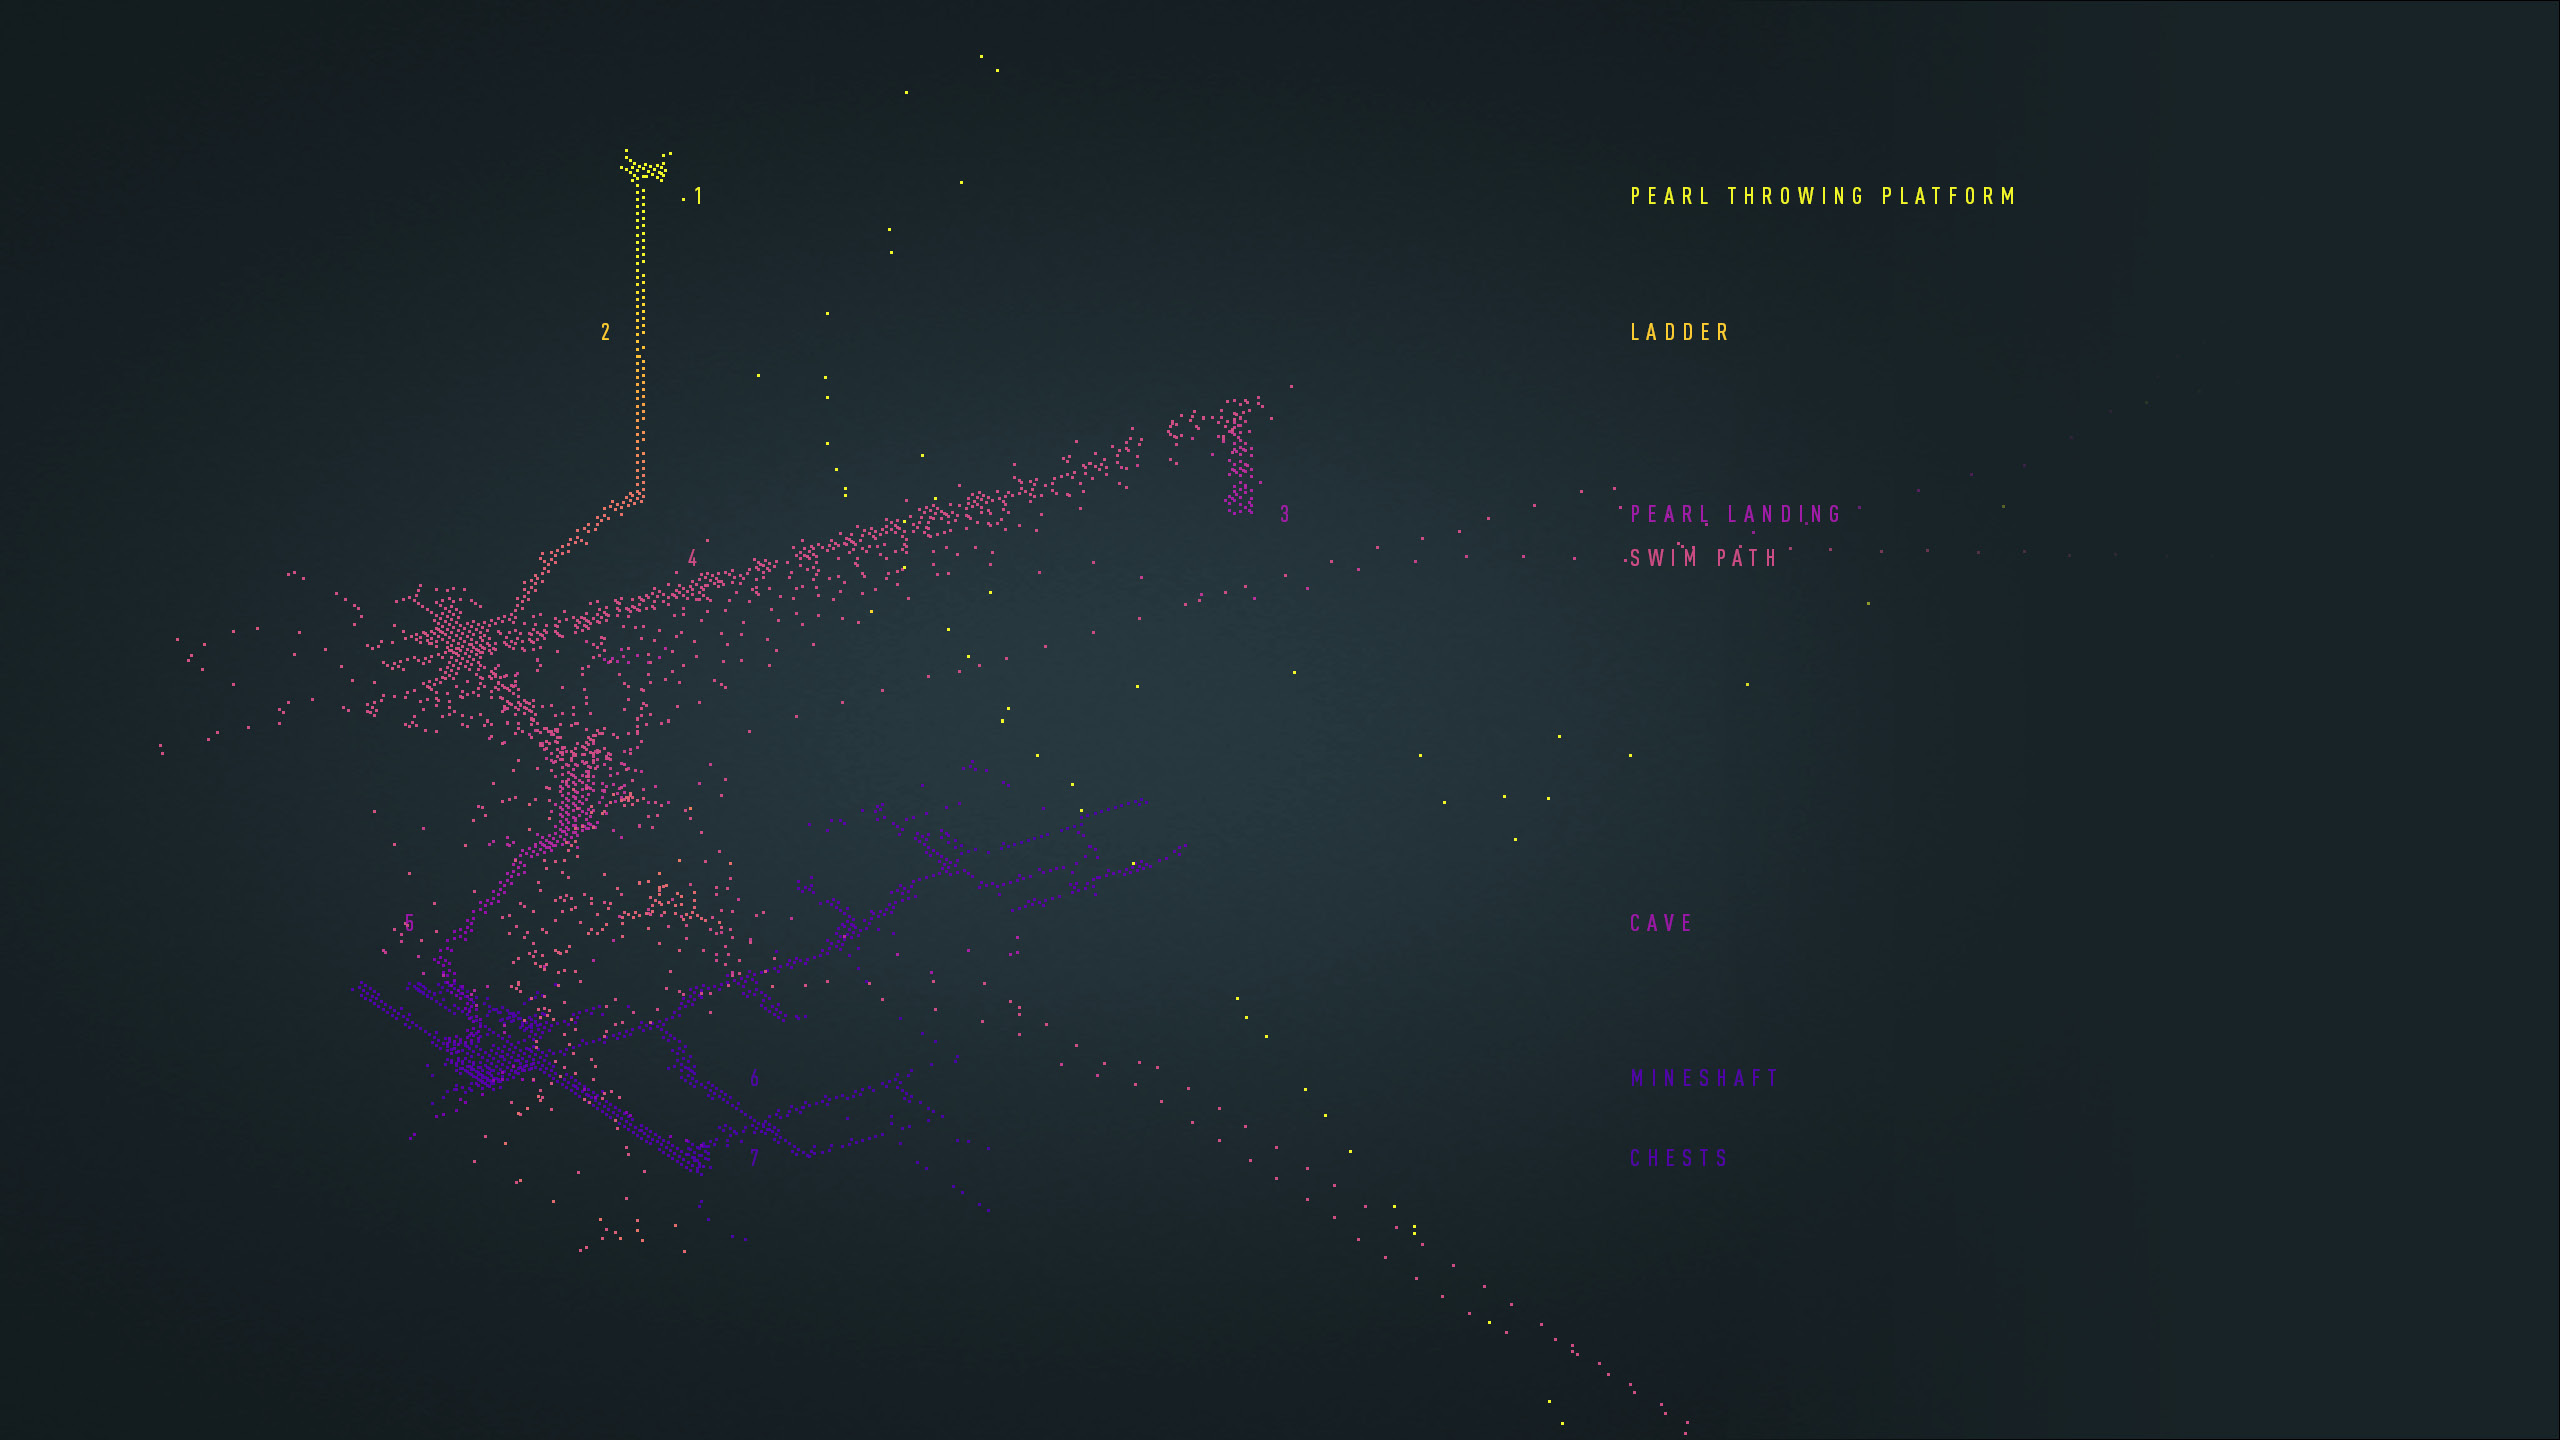 1 PEARL THROWING PLATFORM
2 LADDER
3 PEARL LANDING
4 SWIM PATH
5 CAVE
6 MINESHAFT
7 CHESTS